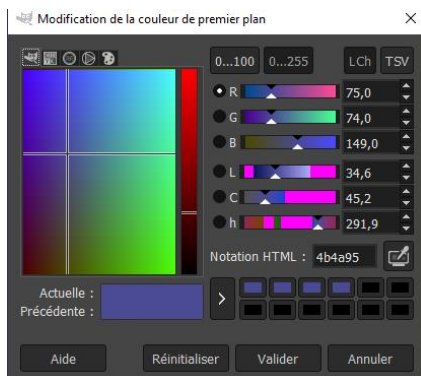 Modification de la couleur de premier plan
0...100 0...255 LCh TSV
R 75,0
G 74,0
B 149,0
L 34,6
C 45,2
h 291,9
Notation HTML : 4b4a95
Actuelle :
Précédente :
Aide Réinitialiser Valider Annuler